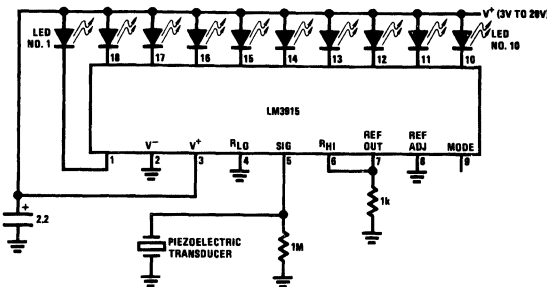 V+ (3V TO 20V)
LED
NO. 1
LED
NO. 10
18 17 16 15 14 13 12 11 10
LM3915
V− V+ RLO SIG RHI REF OUT REF ADJ MODE
1 2 3 4 5 6 7 8 9
+
2.2
1k
PIEZOELECTRIC
TRANSDUCER
1M